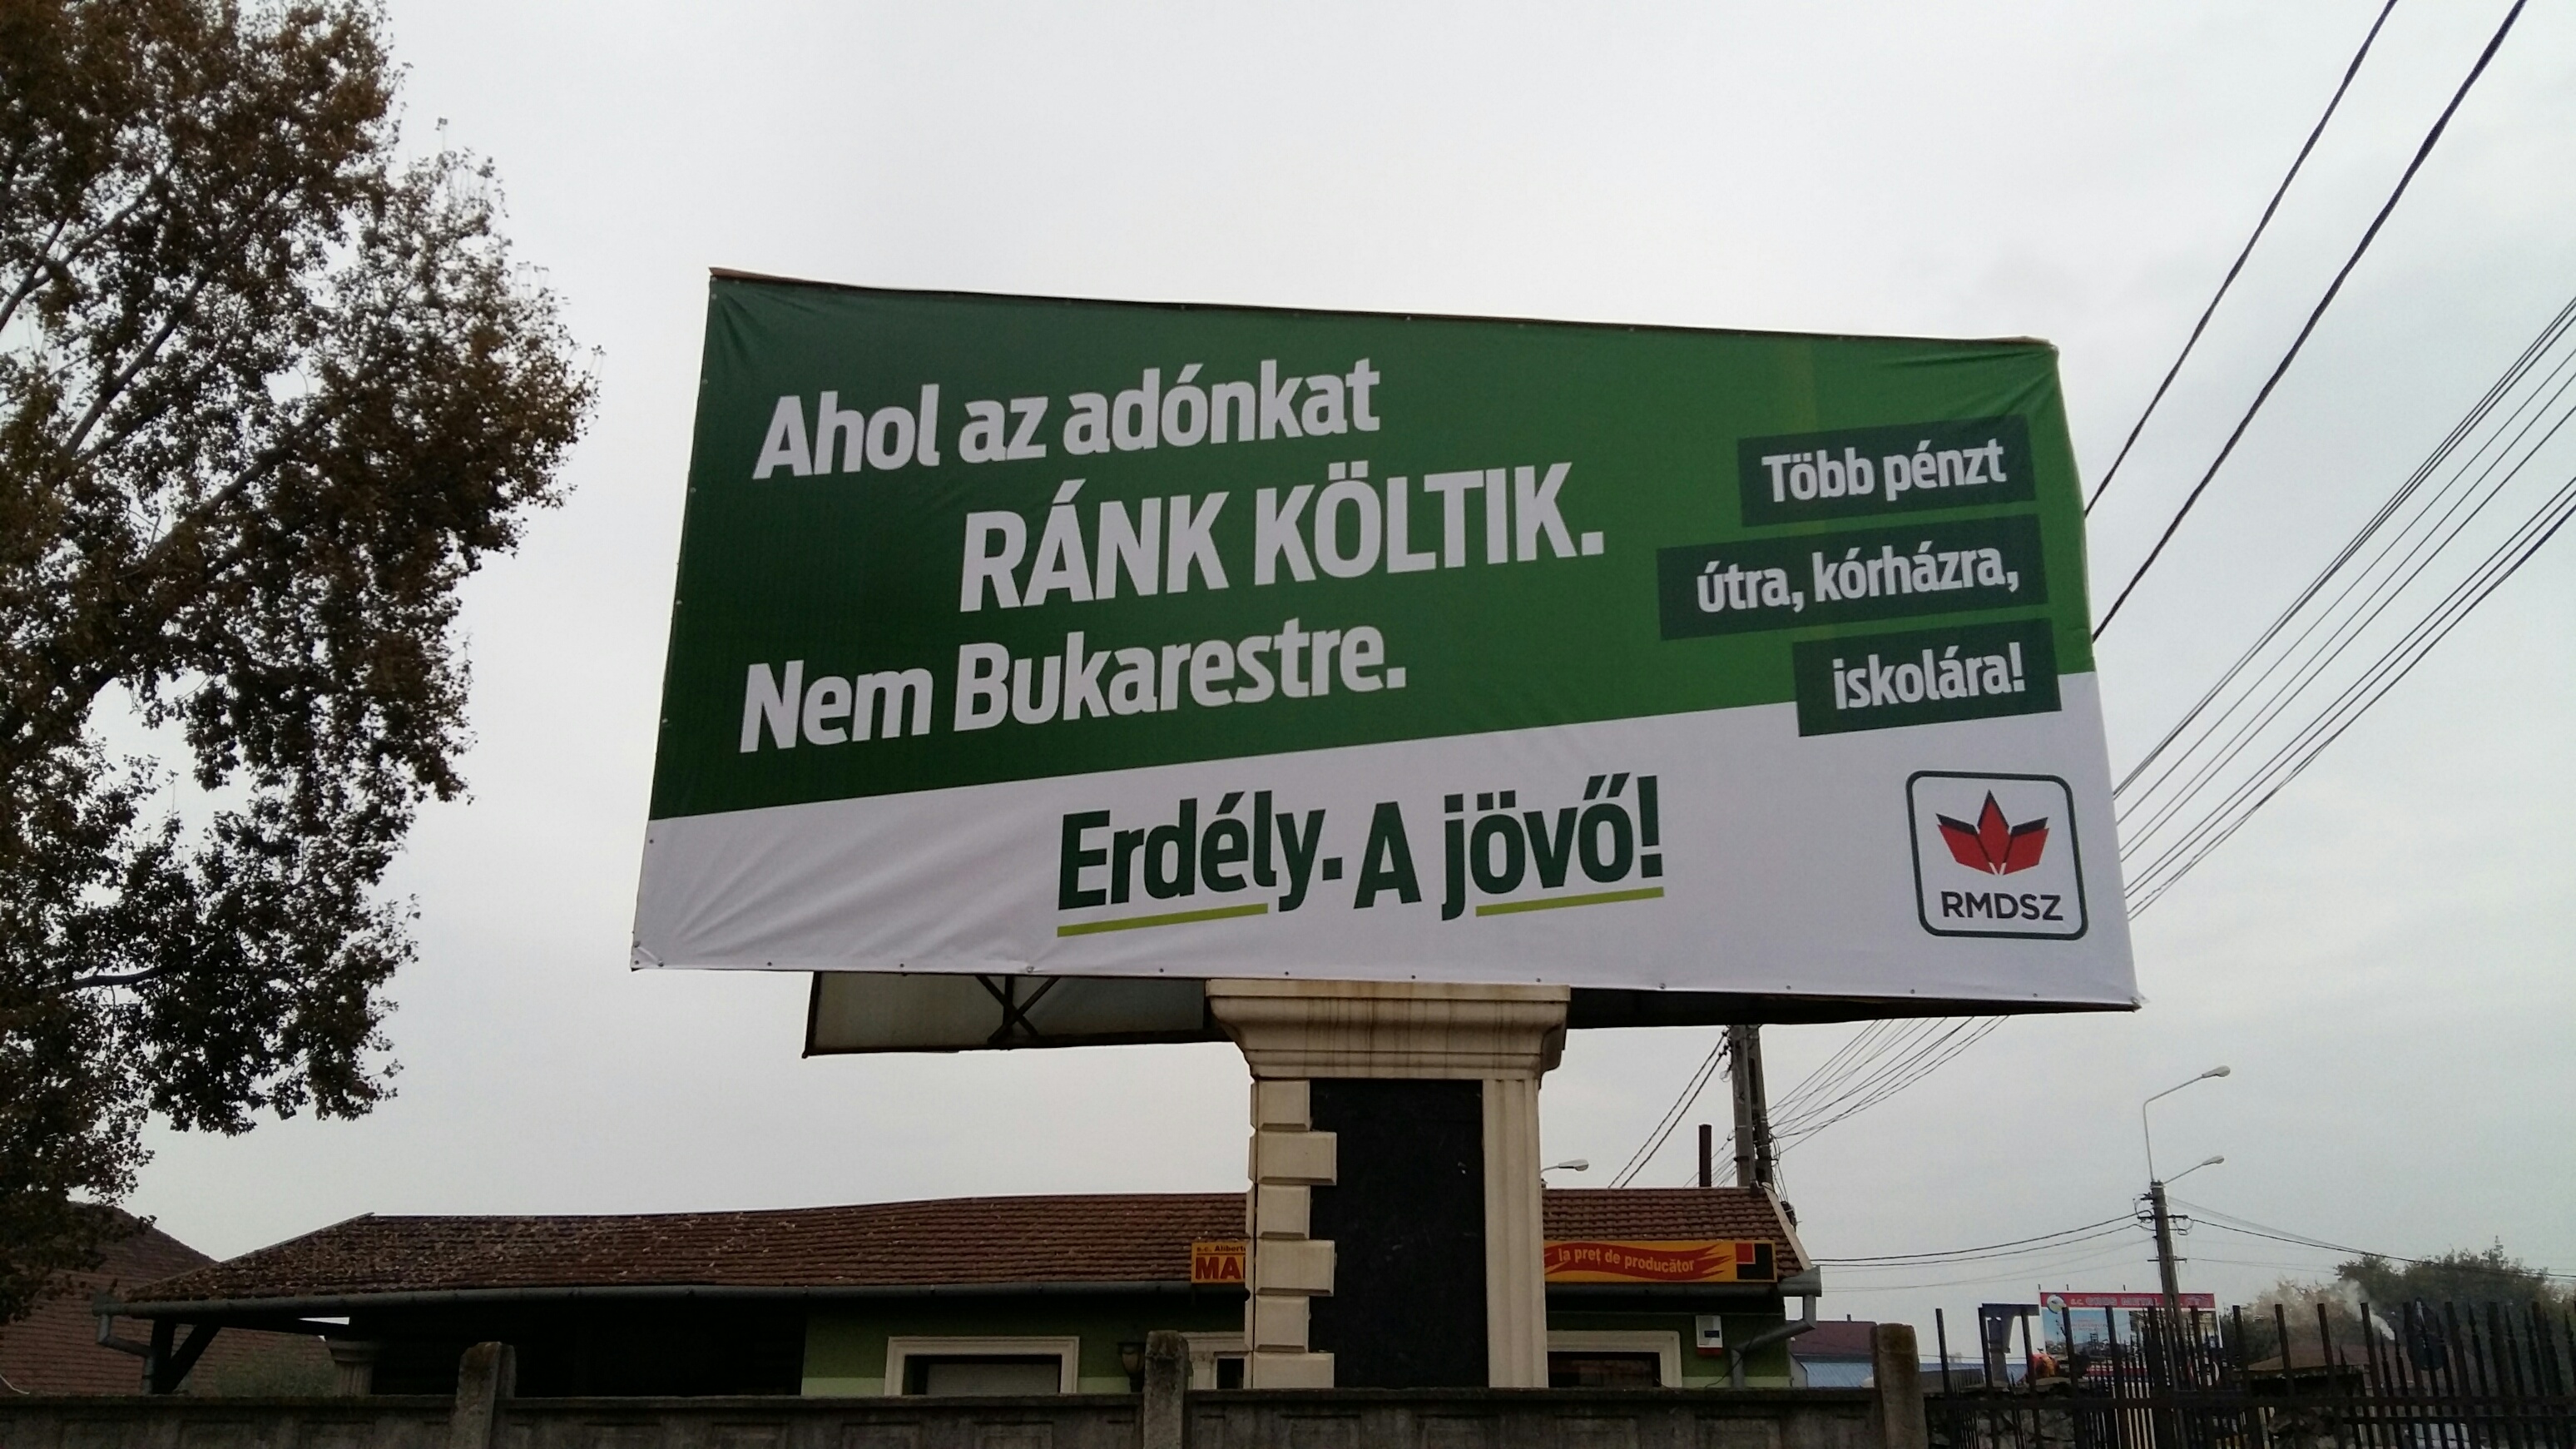 Ahol az adónkat
RÁNK KÖLTIK.
Nem Bukarestre.
Több pénzt
útra, kórházra,
iskolára!
Erdély. A jövő!
RMDSZ
MA
la preț de producător